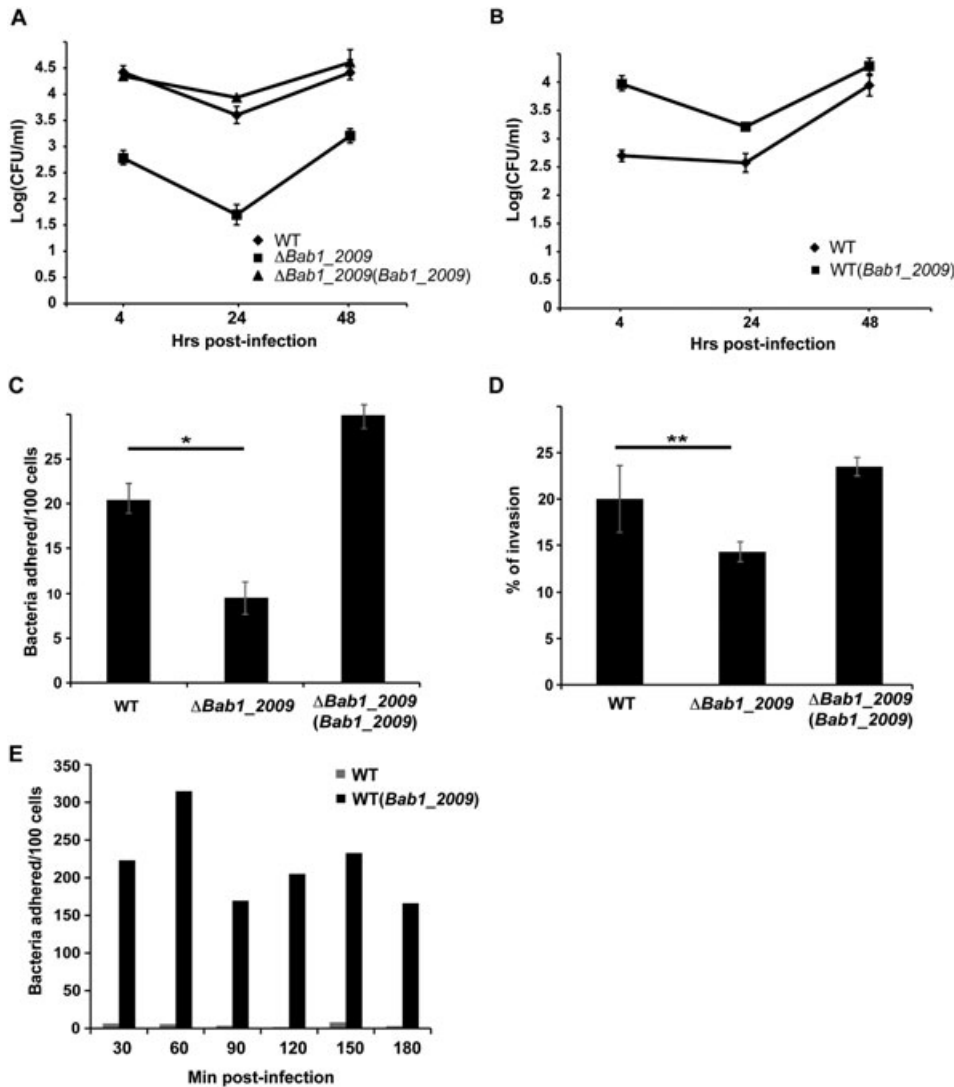 A
Log(CFU/ml)
4.5
4
3.5
3
2.5
2
1.5
1
0.5
0
WT
ΔBab1_2009
ΔBab1_2009(Bab1_2009)
4
24
48
Hrs post-infection
B
Log(CFU/ml)
4
3.5
3
2.5
2
1.5
1
0.5
0
WT
WT(Bab1_2009)
4
24
48
Hrs post-infection
C
Bacteria adhered/100 cells
25
20
15
10
5
0
*
WT
ΔBab1_2009
ΔBab1_2009
(Bab1_2009)
D
% of invasion
25
20
15
10
5
0
**
WT
ΔBab1_2009
ΔBab1_2009
(Bab1_2009)
E
Bacteria adhered/100 cells
350
300
250
200
150
100
50
0
WT
WT(Bab1_2009)
30
60
90
120
150
180
Min post-infection